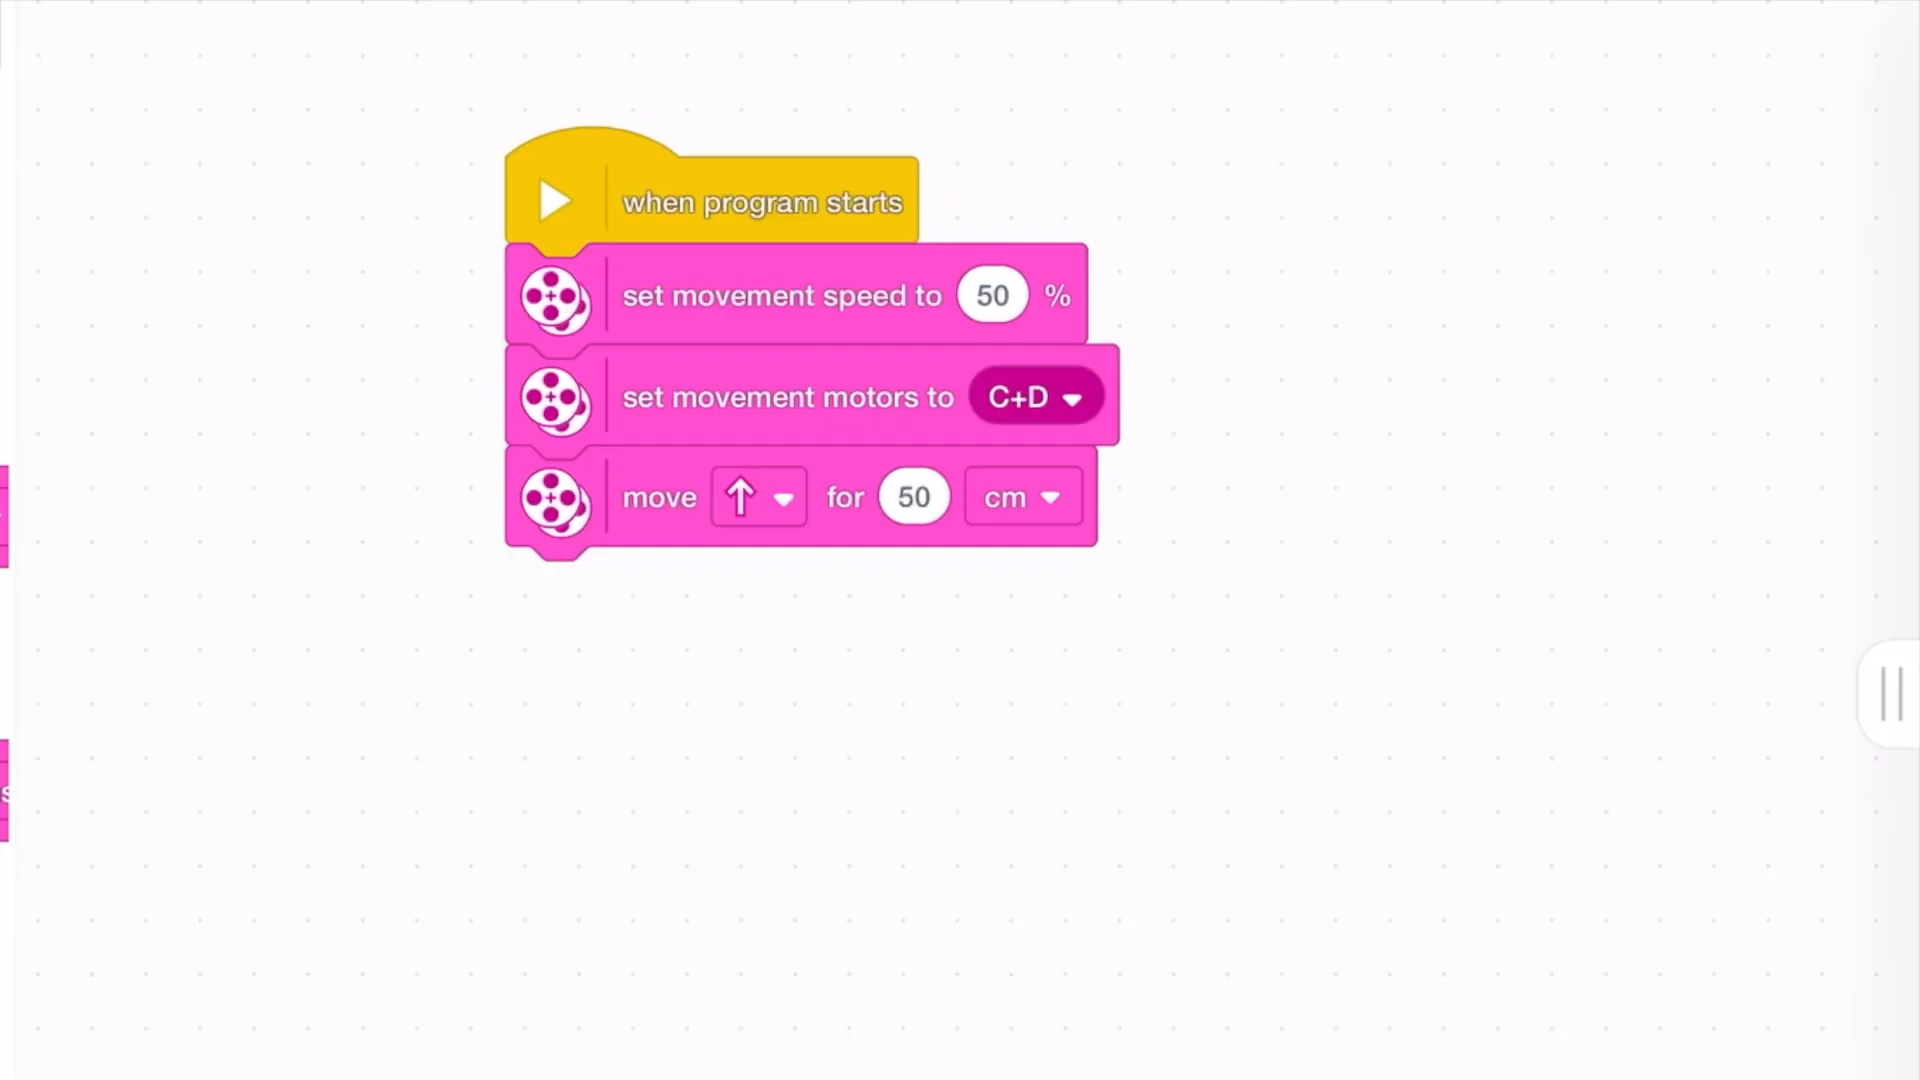 when program starts
set movement speed to 50 %
set movement motors to C+D
move for 50 cm
s